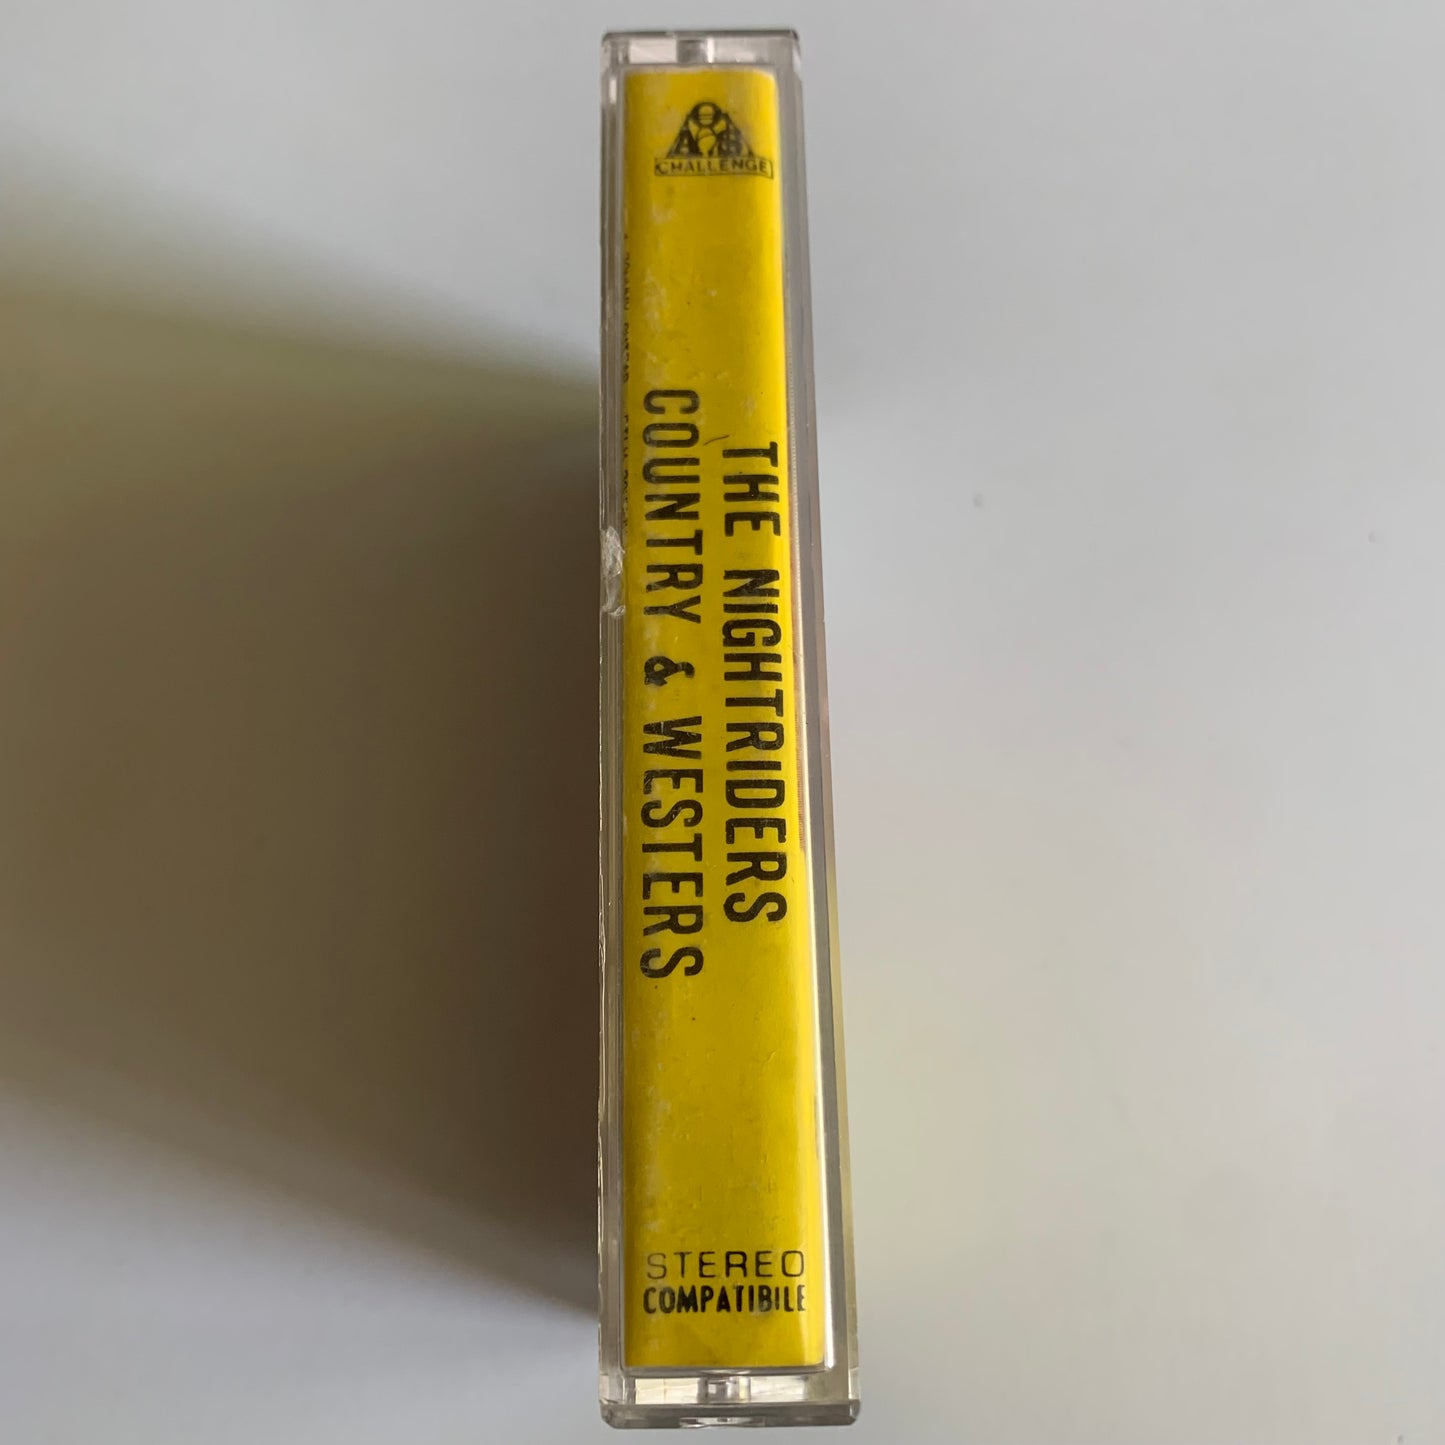 CHALLENGE
THE NIGHTRIDERS
COUNTRY & WESTERS
STEREO
COMPATIBILE